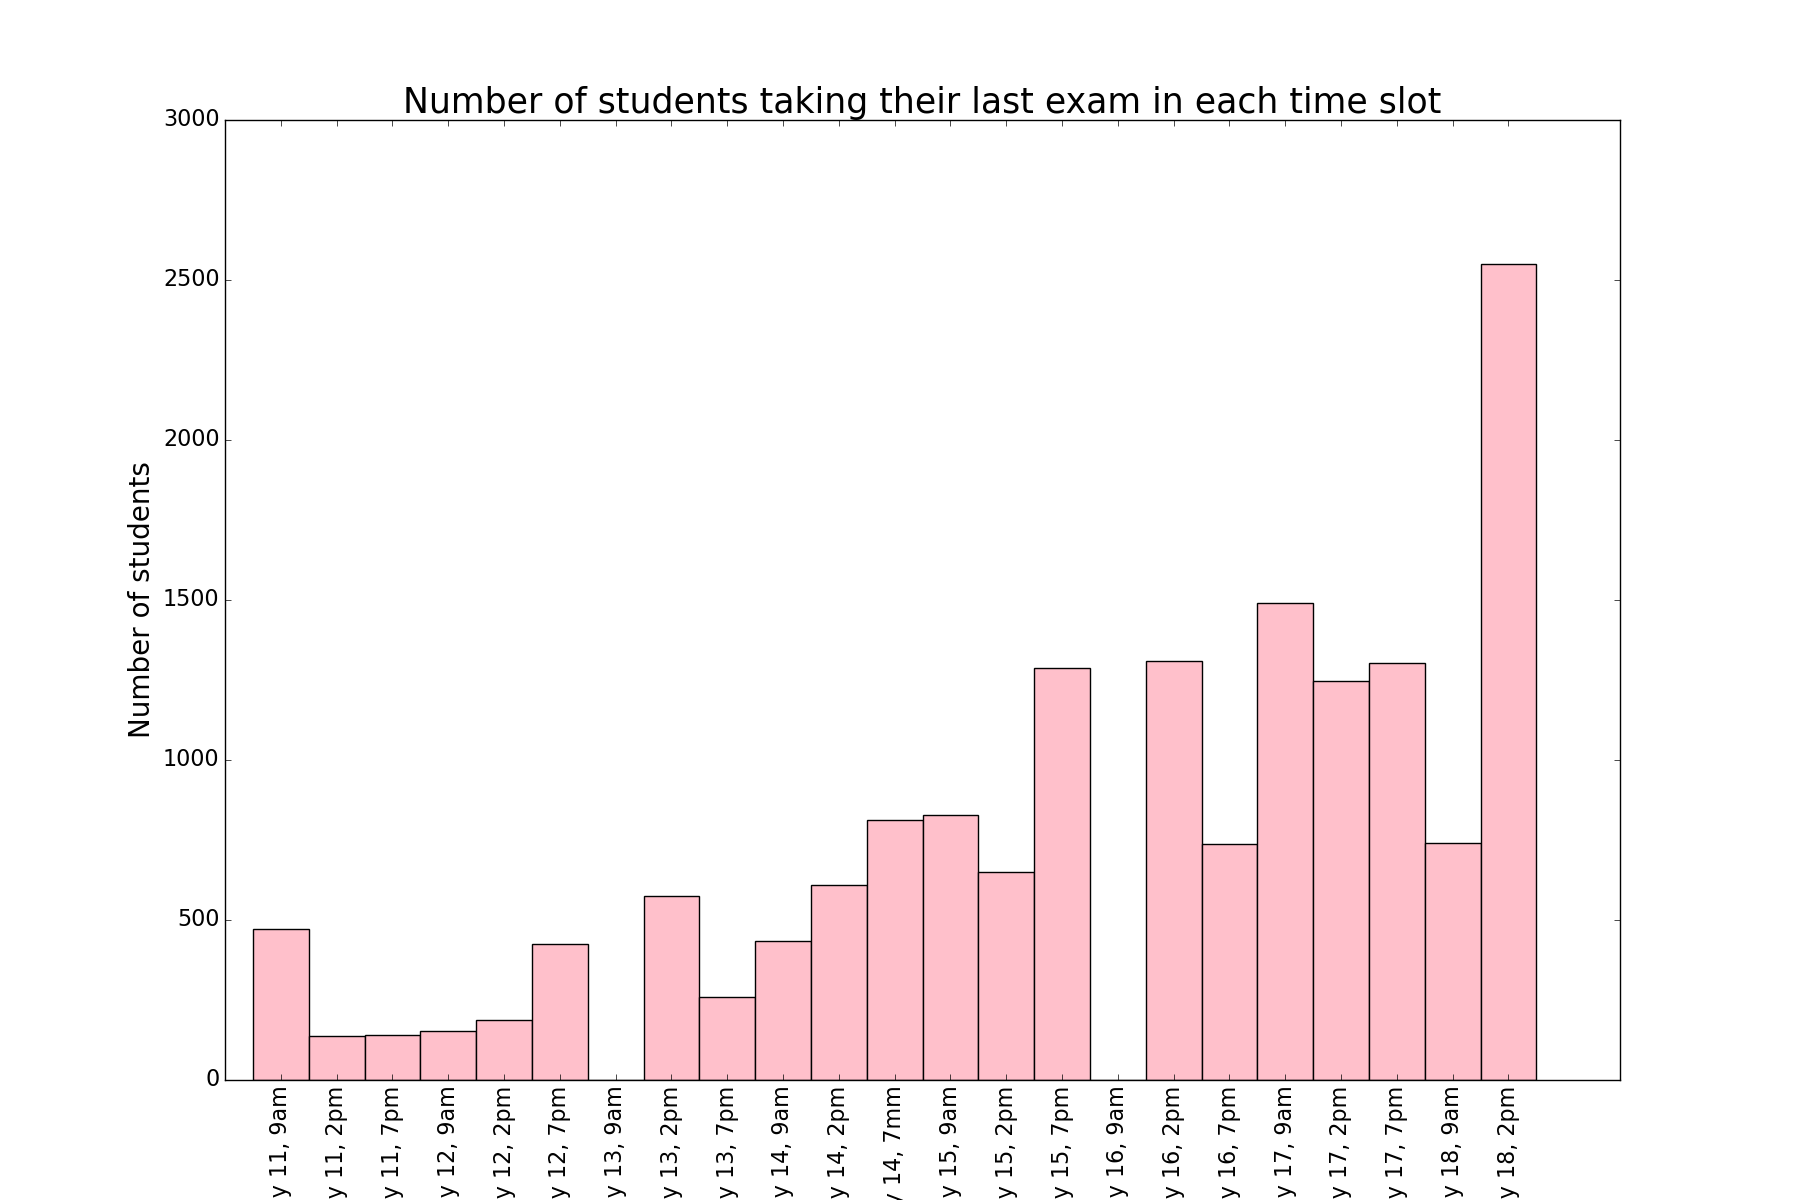 Number of students taking their last exam in each time slot
Number of students
3000
2500
2000
1500
1000
500
0
y 11, 9am
y 11, 2pm
y 11, 7pm
y 12, 9am
y 12, 2pm
y 12, 7pm
y 13, 9am
y 13, 2pm
y 13, 7pm
y 14, 9am
y 14, 2pm
y 14, 7mm
y 15, 9am
y 15, 2pm
y 15, 7pm
y 16, 9am
y 16, 2pm
y 16, 7pm
y 17, 9am
y 17, 2pm
y 17, 7pm
y 18, 9am
y 18, 2pm